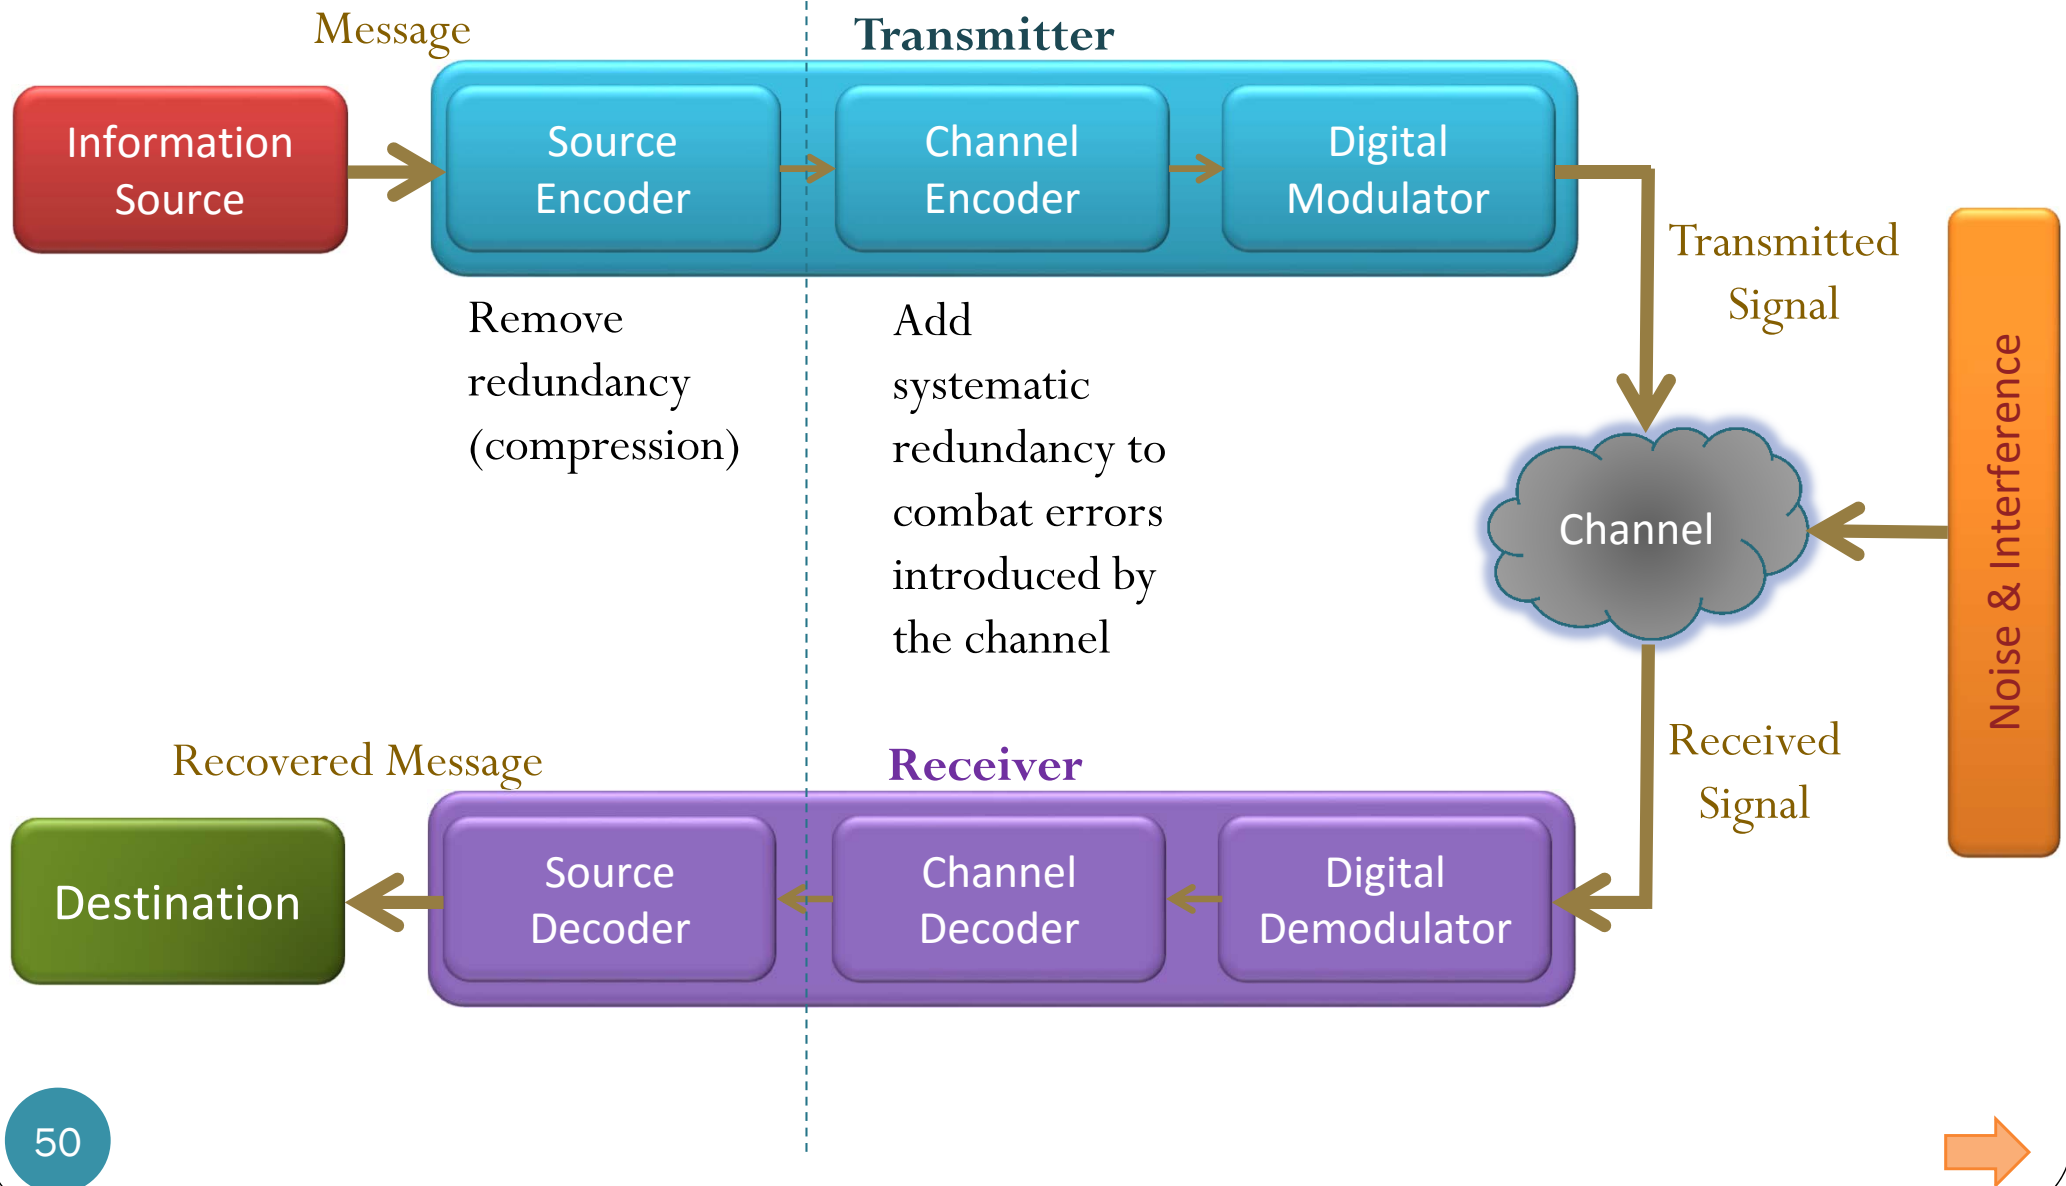 Message
Transmitter
Information
Source
Source
Encoder
Channel
Encoder
Digital
Modulator
Transmitted
Signal
Remove
redundancy
(compression)
Add
systematic
redundancy to
combat errors
introduced by
the channel
Channel
Noise & Interference
Received
Signal
Recovered Message
Receiver
Destination
Source
Decoder
Channel
Decoder
Digital
Demodulator
50